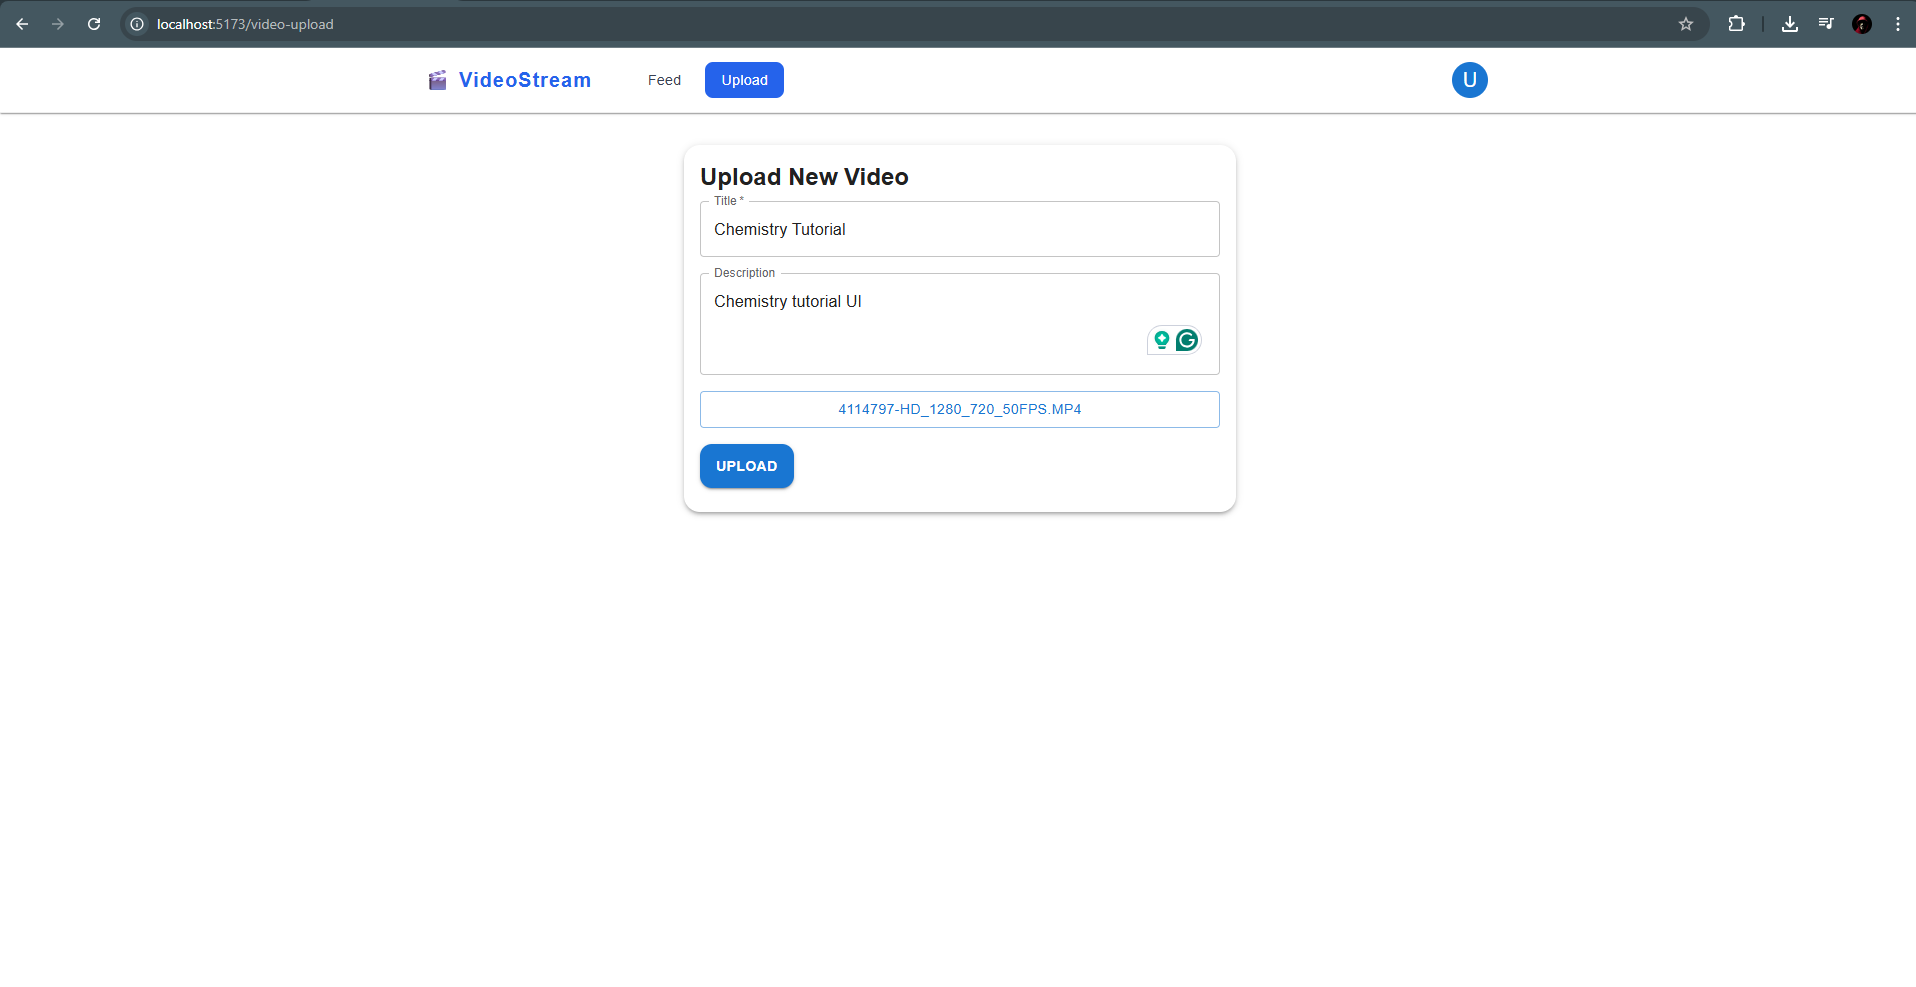 localhost:5173/video-upload
VideoStream
Feed
Upload
U
Upload New Video
Title *
Chemistry Tutorial
Description
Chemistry tutorial UI
G
4114797-HD_1280_720_50FPS.MP4
UPLOAD